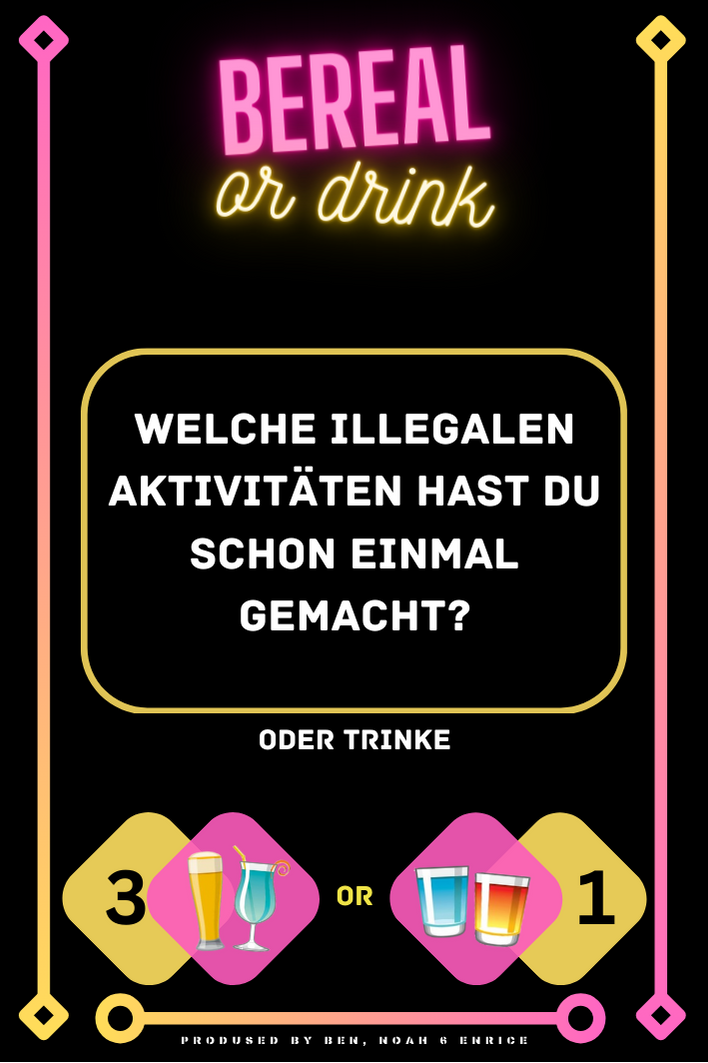 BEREAL
or drink
WELCHE ILLEGALEN
AKTIVITÄTEN HAST DU
SCHON EINMAL
GEMACHT?
ODER TRINKE
3 OR 1
PRODUSED BY BEN, NOAH & ENRICE